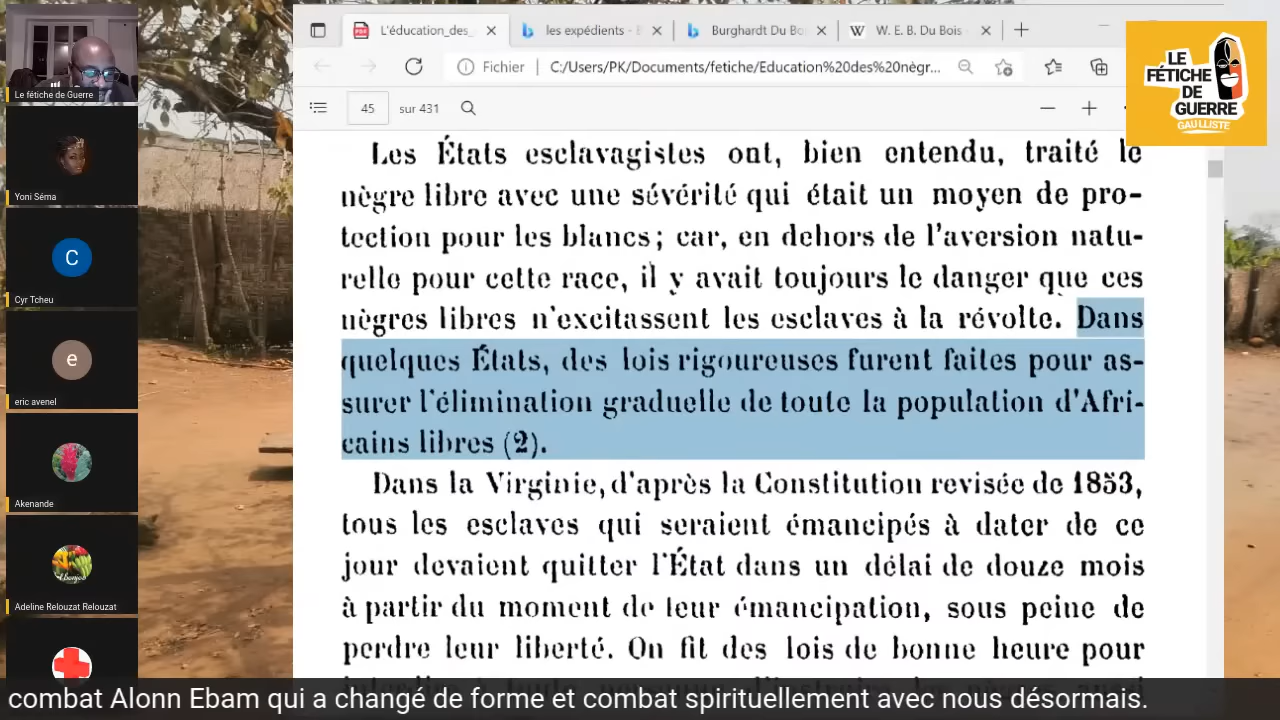 L'éducation_des_
les expédients -
Burghardt Du Bo
W. E. B. Du Bois
Fichier
C:/Users/PK/Documents/fetiche/Education%20des%20nègr...
45 sur 431
LE
FÉTICHE
DE
GUERRE
GAULLISTE
Le fétiche de Guerre
Yoni Séma
C
Cyr Tcheu
e
eric avenel
Akenande
Adeline Relouzat Relouzat
Les États esclavagistes ont, bien entendu, traité le
nègre libre avec une sévérité qui était un moyen de pro-
tection pour les blancs; car, en dehors de l'aversion natu-
relle pour cette race, il y avait toujours le danger que ces
nègres libres n'excitassent les esclaves à la révolte. Dans
quelques États, des lois rigoureuses furent faites pour as-
surer l'élimination graduelle de toute la population d'Afri-
cains libres (2).
Dans la Virginie, d'après la Constitution revisée de 1853,
tous les esclaves qui seraient émancipés à dater de ce
jour devaient quitter l'État dans un délai de douze mois
à partir du moment de leur émancipation, sous peine de
perdre leur liberté. On fit des lois de bonne heure pour
combat Alonn Ebam qui a changé de forme et combat spirituellement avec nous désormais.